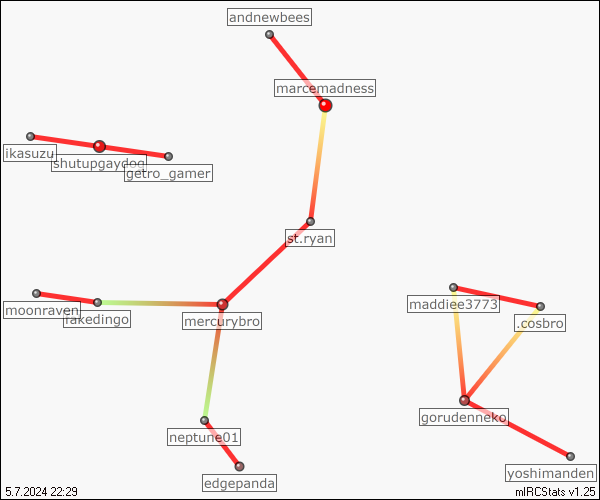 andnewbees
marcemadness
ikasuzu
shutupgaydog
getro_gamer
st.ryan
moonraven
fakedingo
mercurybro
maddiee3773
.cosbro
gorudenneko
neptune01
yoshimanden
edgepanda
5.7.2024 22:29
mIRCStats v1.25